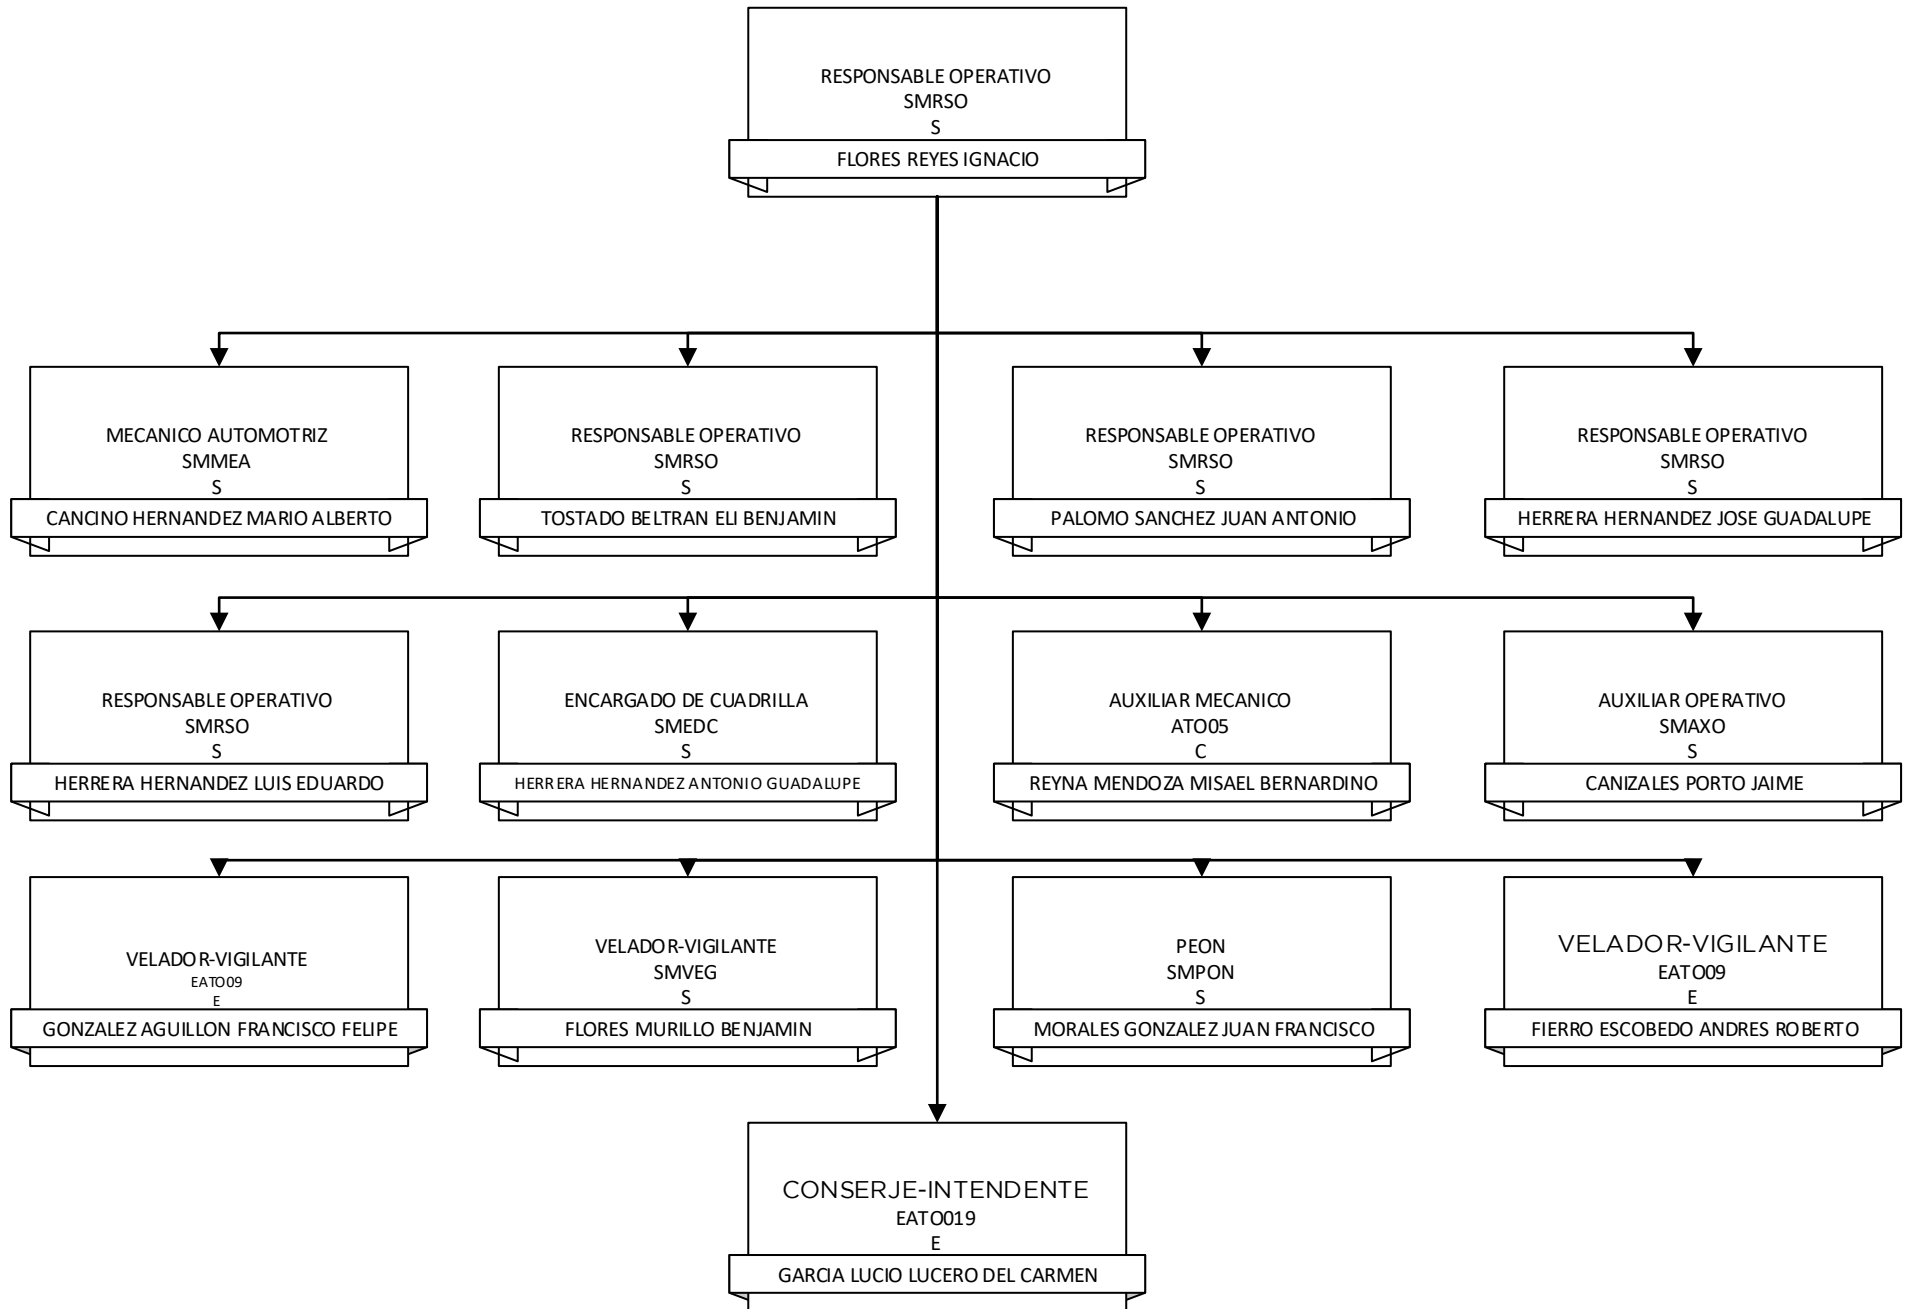 RESPONSABLE OPERATIVO
SMRSO
S
FLORES REYES IGNACIO
MECANICO AUTOMOTRIZ
SMMEA
S
CANCINO HERNANDEZ MARIO ALBERTO
RESPONSABLE OPERATIVO
SMRSO
S
TOSTADO BELTRAN ELI BENJAMIN
RESPONSABLE OPERATIVO
SMRSO
S
PALOMO SANCHEZ JUAN ANTONIO
RESPONSABLE OPERATIVO
SMRSO
S
HERRERA HERNANDEZ JOSE GUADALUPE
RESPONSABLE OPERATIVO
SMRSO
S
HERRERA HERNANDEZ LUIS EDUARDO
ENCARGADO DE CUADRILLA
SMEDC
S
HERRERA HERNANDEZ ANTONIO GUADALUPE
AUXILIAR MECANICO
ATO05
C
REYNA MENDOZA MISAEL BERNARDINO
AUXILIAR OPERATIVO
SMAXO
S
CANIZALES PORTO JAIME
VELADOR-VIGILANTE
EATO09
E
GONZALEZ AGUILLON FRANCISCO FELIPE
VELADOR-VIGILANTE
SMVEG
S
FLORES MURILLO BENJAMIN
PEON
SMPON
S
MORALES GONZALEZ JUAN FRANCISCO
VELADOR-VIGILANTE
EATO09
E
FIERRO ESCOBEDO ANDRES ROBERTO
CONSERJE-INTENDENTE
EATO019
E
GARCIA LUCIO LUCERO DEL CARMEN